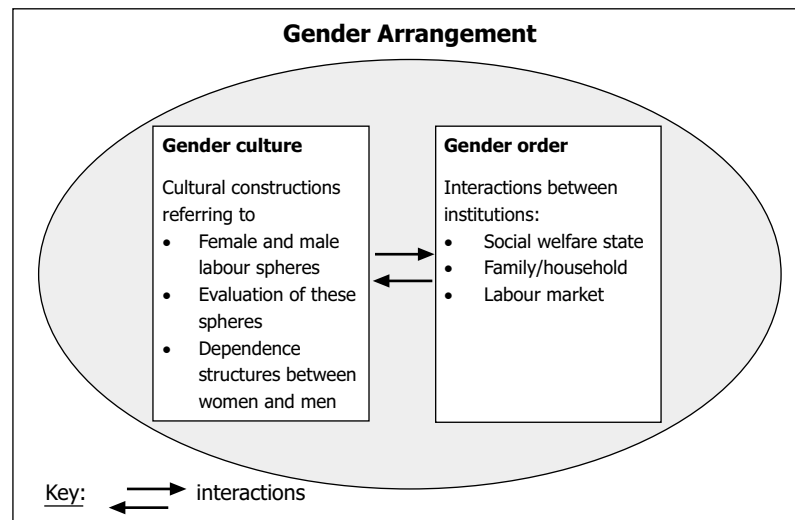 Gender Arrangement
Gender culture
Cultural constructions
referring to
• Female and male
labour spheres
• Evaluation of these
spheres
• Dependence
structures between
women and men
Gender order
Interactions between
institutions:
• Social welfare state
• Family/household
• Labour market
Key: interactions